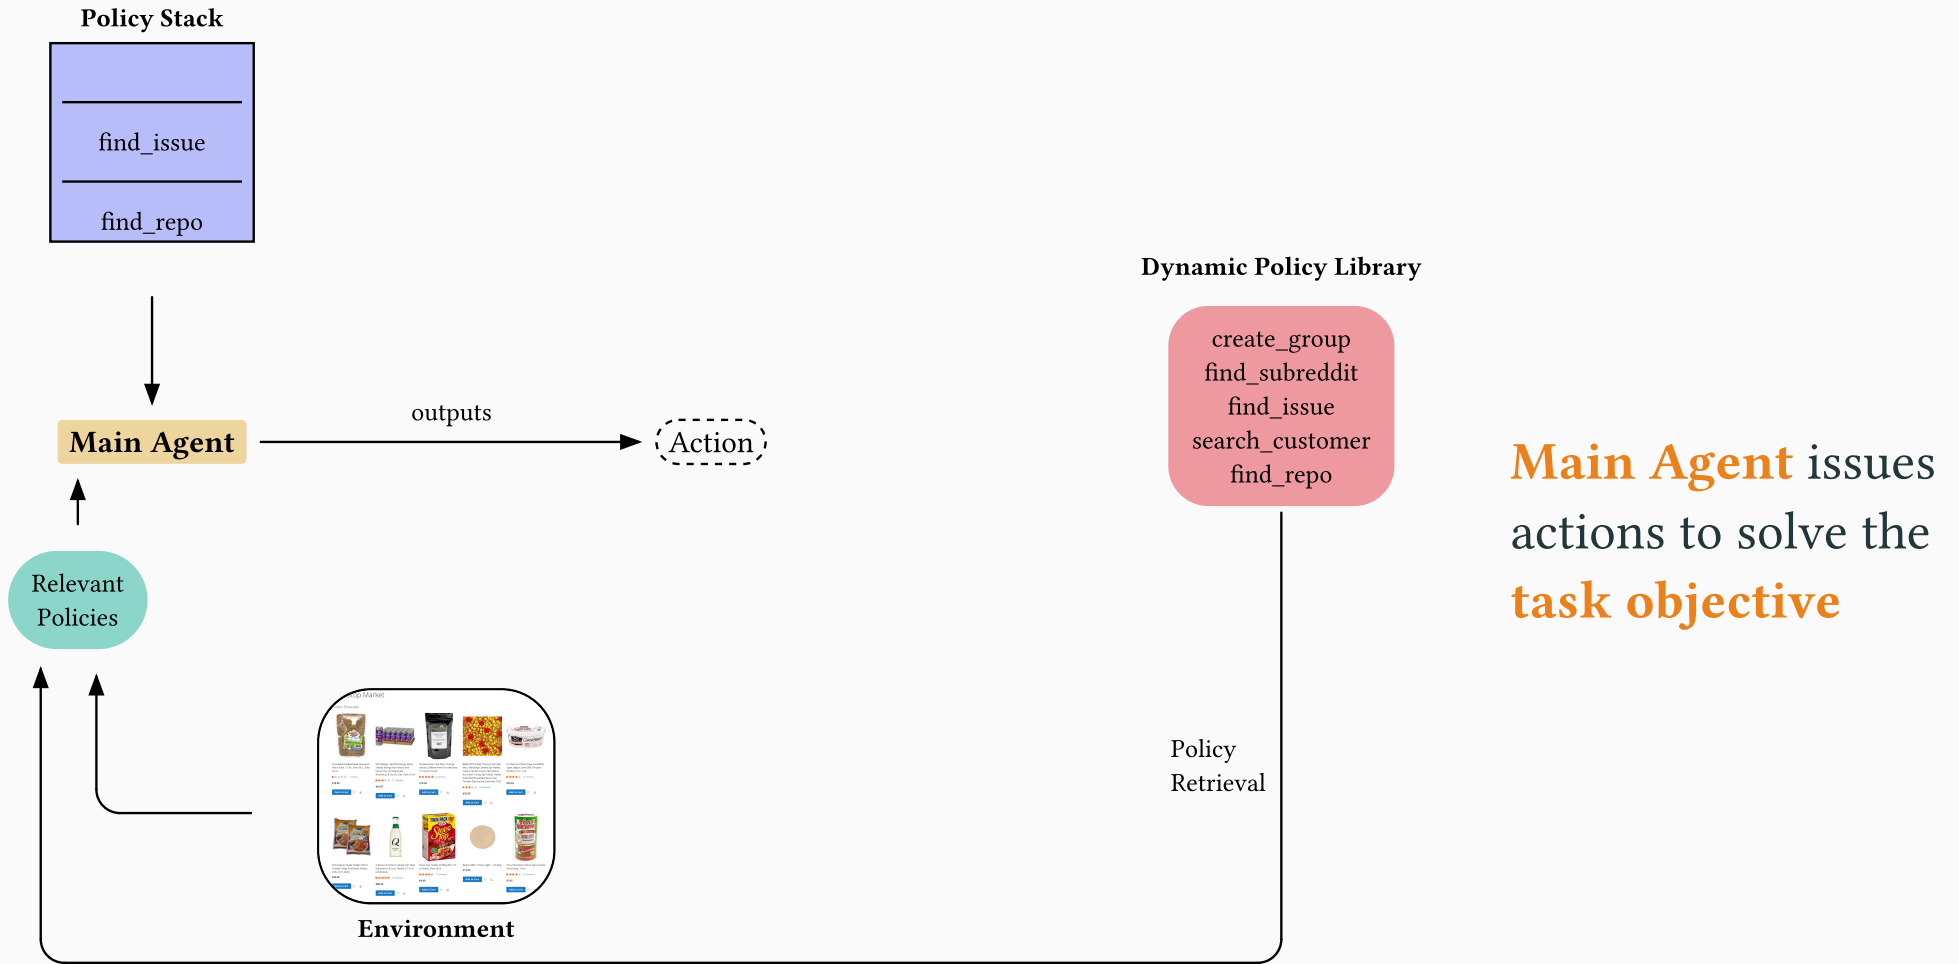 Policy Stack
find_issue
find_repo
Main Agent
outputs
Action
Relevant
Policies
Environment
Dynamic Policy Library
create_group
find_subreddit
find_issue
search_customer
find_repo
Policy
Retrieval
Main Agent issues
actions to solve the
task objective